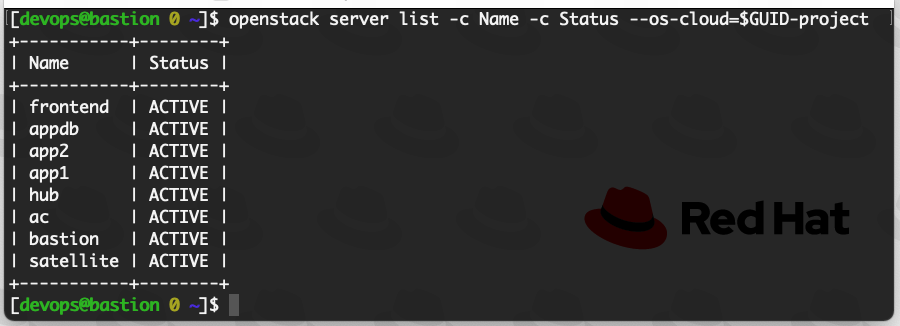 [devops@bastion 0 ~]$ openstack server list -c Name -c Status --os-cloud=$GUID-project
+-----------+--------+
| Name      | Status |
+-----------+--------+
| frontend  | ACTIVE |
| appdb     | ACTIVE |
| app2      | ACTIVE |
| app1      | ACTIVE |
| hub       | ACTIVE |
| ac        | ACTIVE |
| bastion   | ACTIVE |
| satellite | ACTIVE |
+-----------+--------+
[devops@bastion 0 ~]$
Red Hat